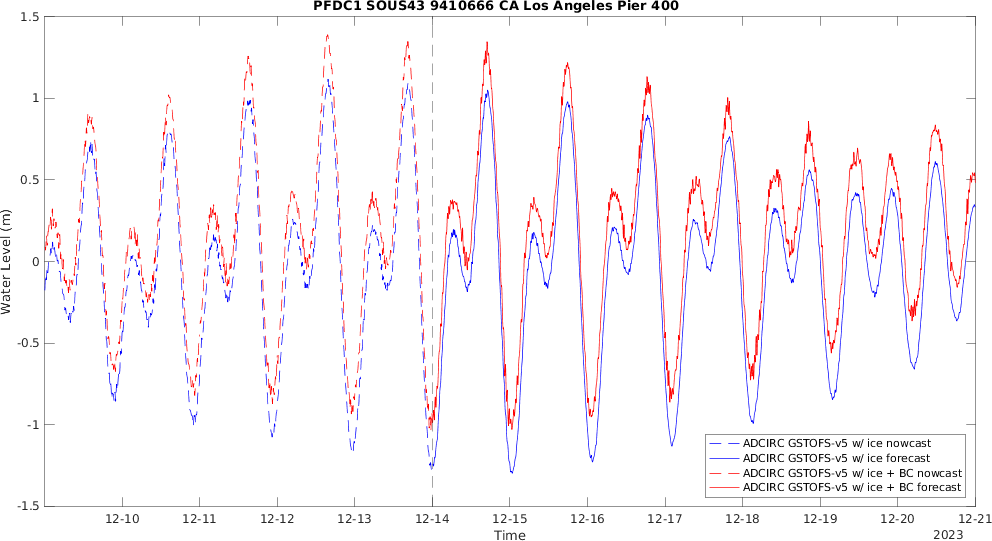 PFDC1 SOUS43 9410666 CA Los Angeles Pier 400
1.5
1
0.5
0
-0.5
-1
-1.5
Water Level (m)
12-10 12-11 12-12 12-13 12-14 12-15 12-16 12-17 12-18 12-19 12-20 12-21
Time
2023
ADCIRC GSTOFS-v5 w/ ice nowcast
ADCIRC GSTOFS-v5 w/ ice forecast
ADCIRC GSTOFS-v5 w/ ice + BC nowcast
ADCIRC GSTOFS-v5 w/ ice + BC forecast